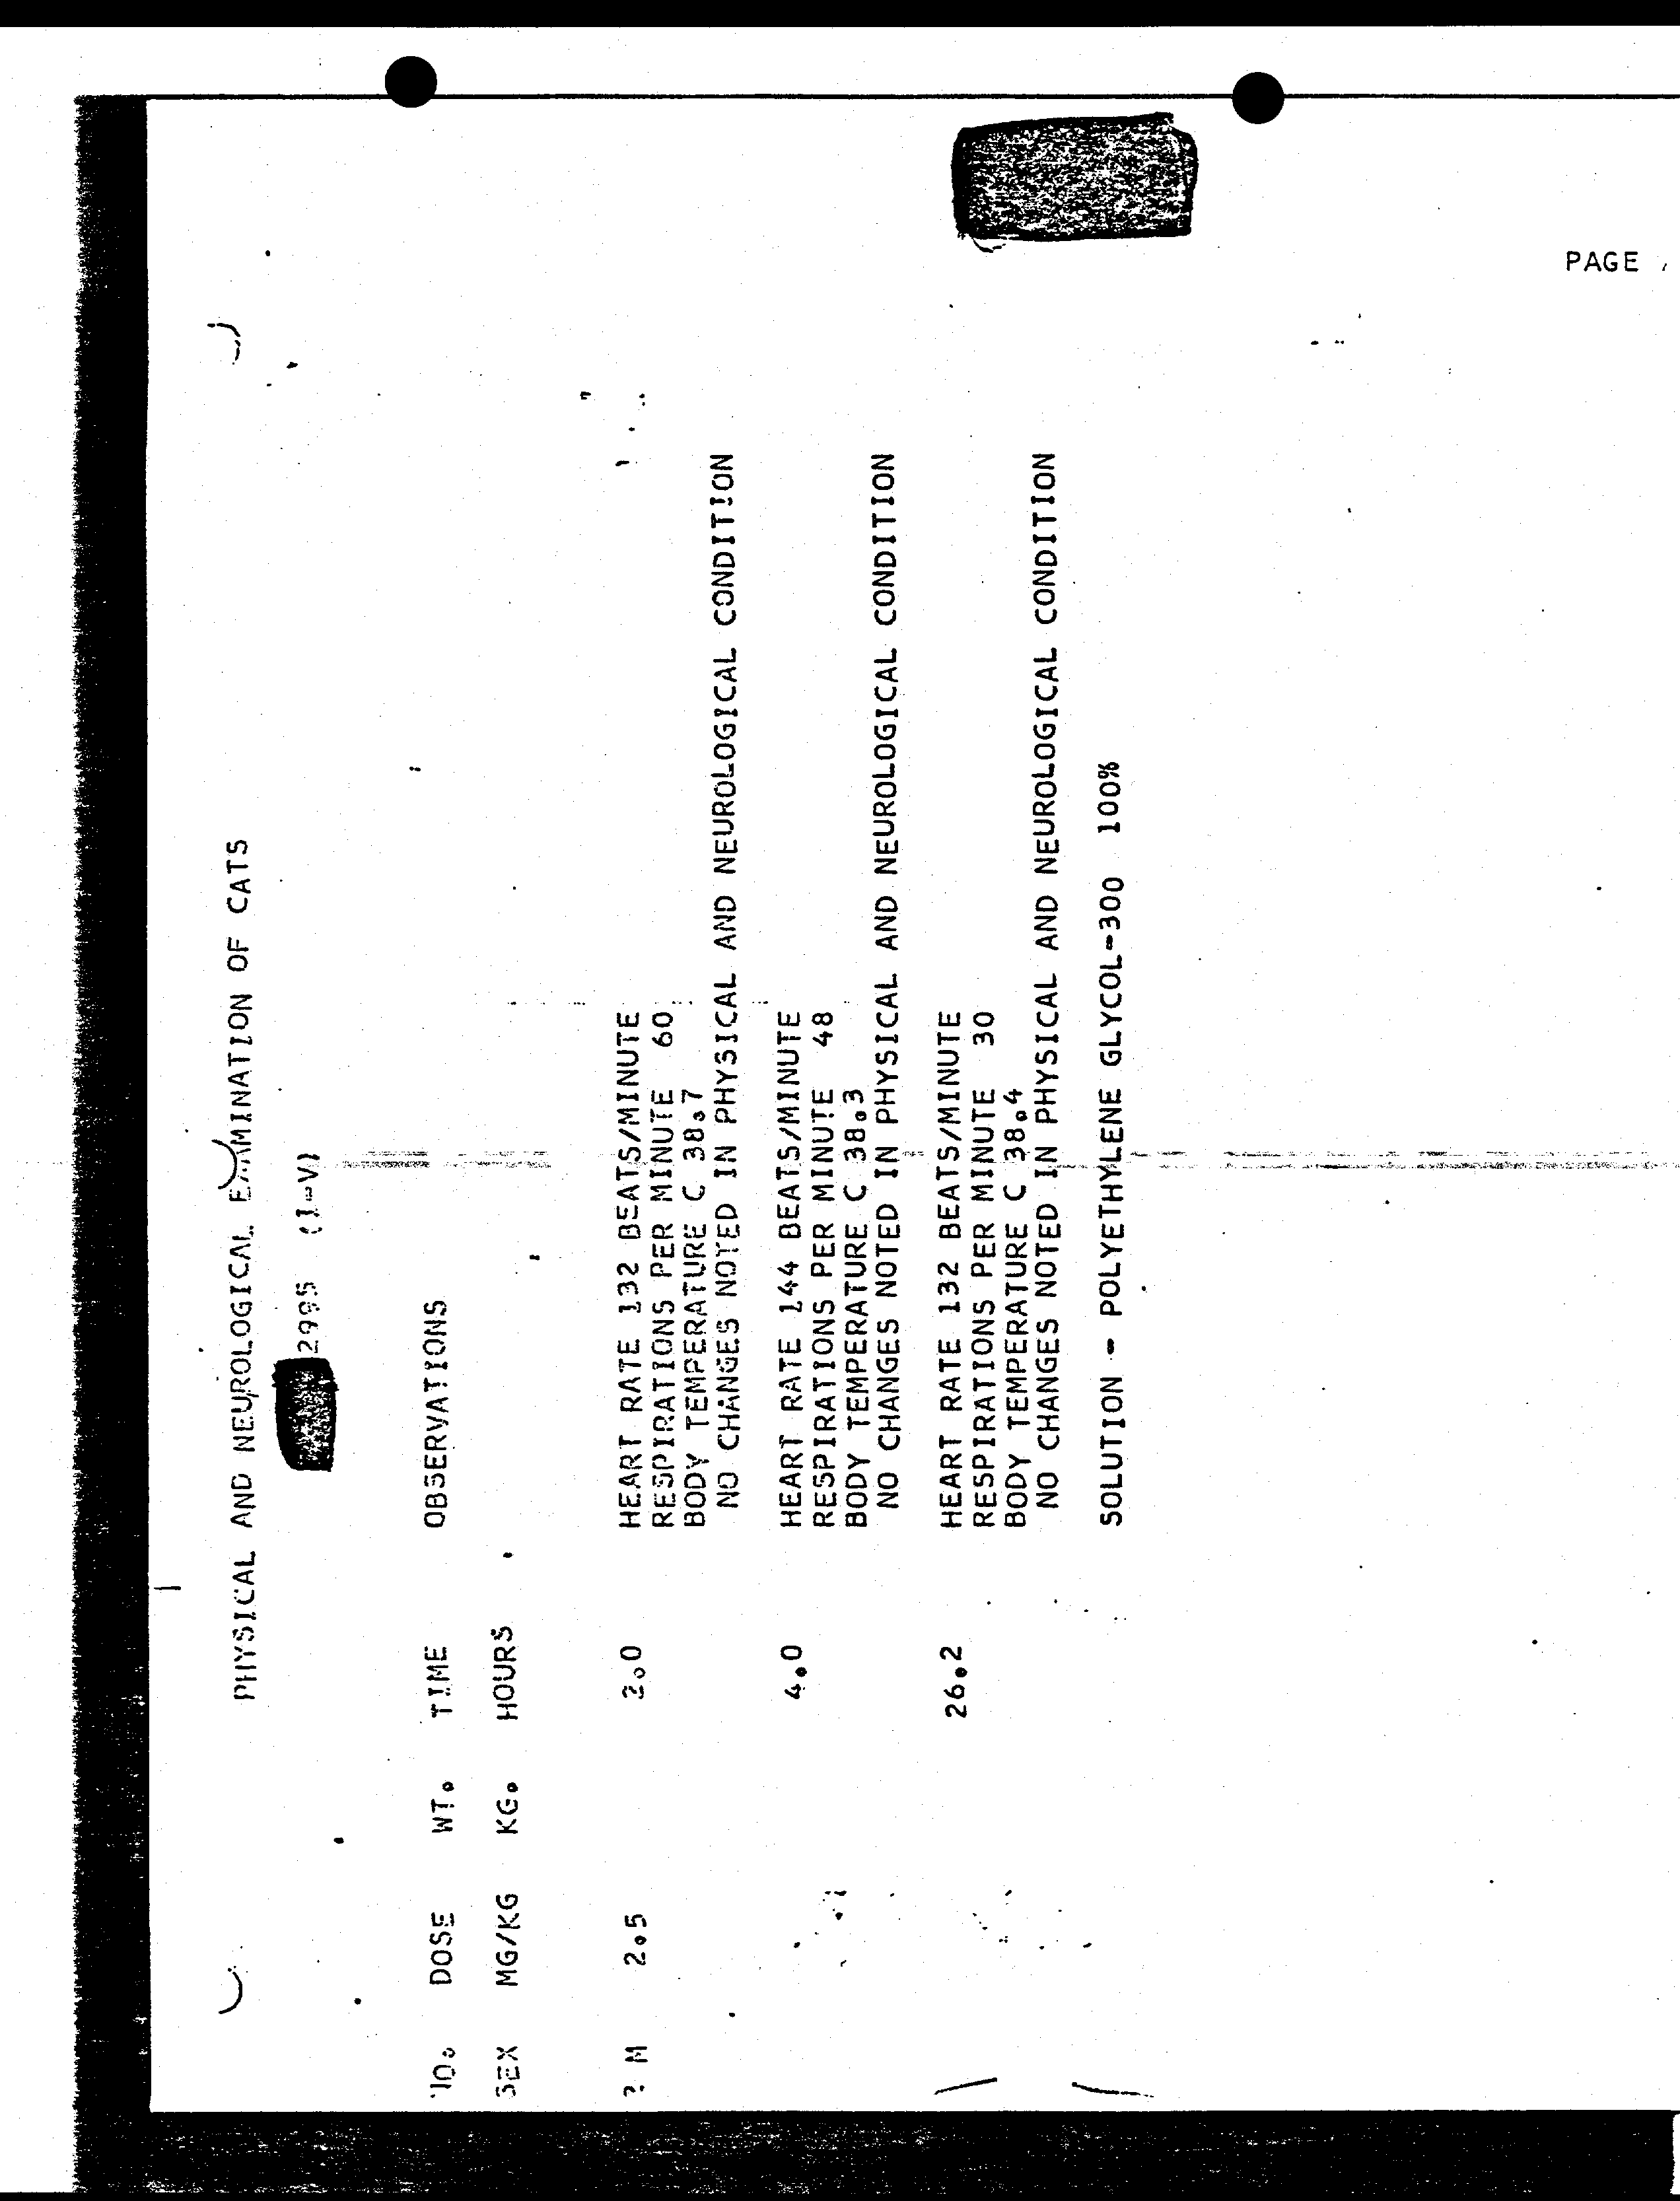 PHYSICAL AND NEUROLOGICAL EXAMINATION OF CATS
2995 (I-V)
NO. DOSE WT. TIME OBSERVATIONS
SEX MG/KG KG. HOURS
M 2.5 HEART RATE 132 BEATS/MINUTE
RESPIRATIONS PER MINUTE 60
BODY TEMPERATURE C 38.7
NO CHANGES NOTED IN PHYSICAL AND NEUROLOGICAL CONDITION
4.0 HEART RATE 144 BEATS/MINUTE
RESPIRATIONS PER MINUTE 48
BODY TEMPERATURE C 38.3
NO CHANGES NOTED IN PHYSICAL AND NEUROLOGICAL CONDITION
26.2 HEART RATE 132 BEATS/MINUTE
RESPIRATIONS PER MINUTE 30
BODY TEMPERATURE C 38.4
NO CHANGES NOTED IN PHYSICAL AND NEUROLOGICAL CONDITION
SOLUTION - POLYETHYLENE GLYCOL-300 100%
PAGE